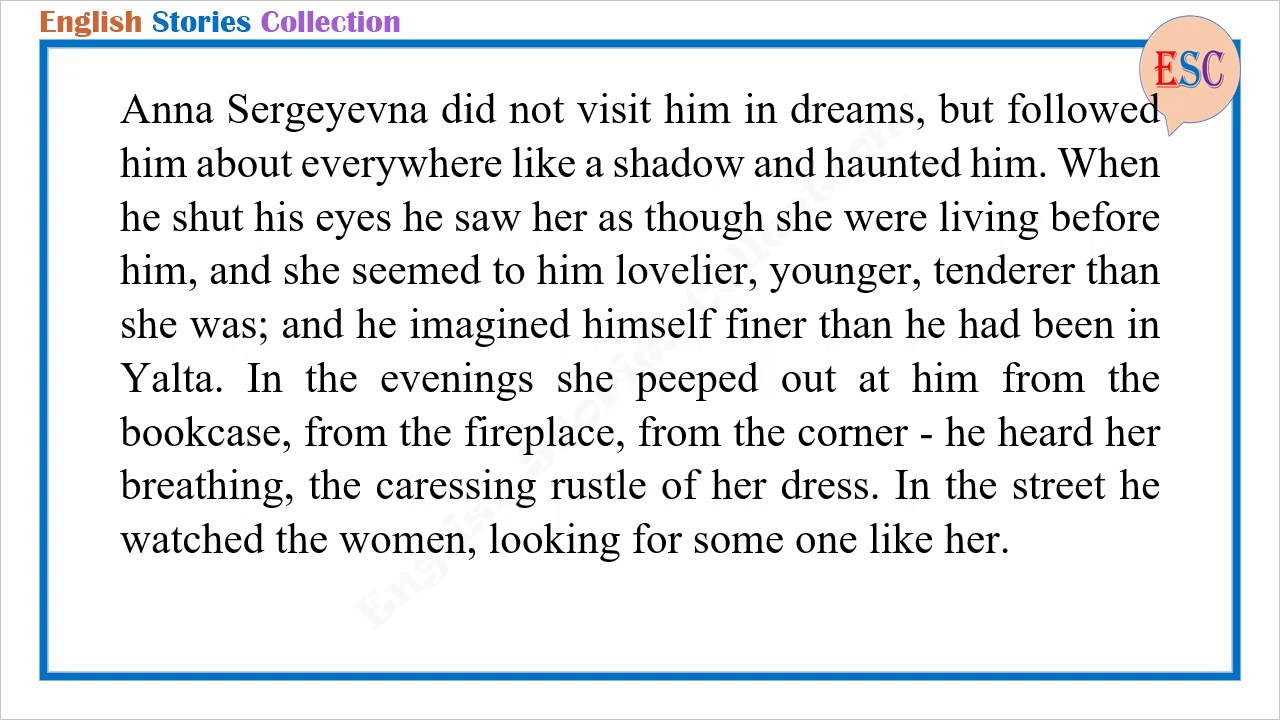 English Stories Collection
ESC
Anna Sergeyevna did not visit him in dreams, but followed
him about everywhere like a shadow and haunted him. When
he shut his eyes he saw her as though she were living before
him, and she seemed to him lovelier, younger, tenderer than
she was; and he imagined himself finer than he had been in
Yalta. In the evenings she peeped out at him from the
bookcase, from the fireplace, from the corner - he heard her
breathing, the caressing rustle of her dress. In the street he
watched the women, looking for some one like her.
English Stories Collection